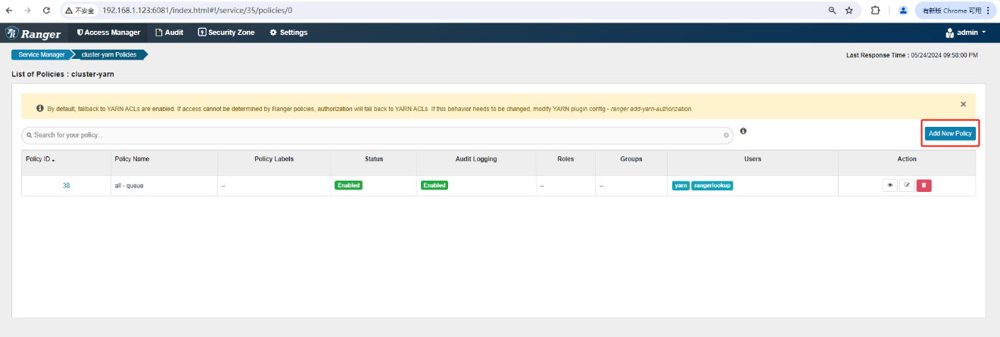 不安全 192.168.1.123:6081/index.html#!/service/35/policies/0 有新版 Chrome 可用
Ranger Access Manager Audit Security Zone Settings admin
Service Manager cluster-yarn Policies Last Response Time : 05/24/2024 09:58:00 PM
List of Policies : cluster-yarn
By default, fallback to YARN ACLs are enabled. If access cannot be determined by Ranger policies, authorization will fall back to YARN ACLs. If this behavior needs to be changed, modify YARN plugin config - ranger.add-yarn-authorization.
Search for your policy... Add New Policy
Policy ID Policy Name Policy Labels Status Audit Logging Roles Groups Users Action
38 all - queue -- Enabled Enabled -- -- yarn rangerlookup